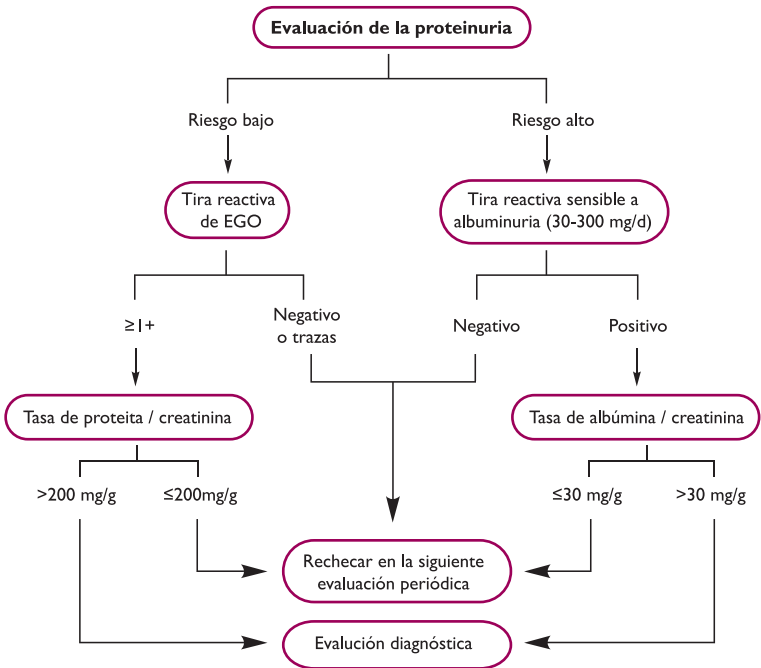 Evaluación de la proteinuria
Riesgo bajo
Riesgo alto
Tira reactiva
de EGO
Tira reactiva sensible a
albuminuria (30-300 mg/d)
≥1+
Negativo
o trazas
Negativo
Positivo
Tasa de proteita / creatinina
Tasa de albúmina / creatinina
>200 mg/g
≤200mg/g
≤30 mg/g
>30 mg/g
Rechecar en la siguiente
evaluación periódica
Evalución diagnóstica